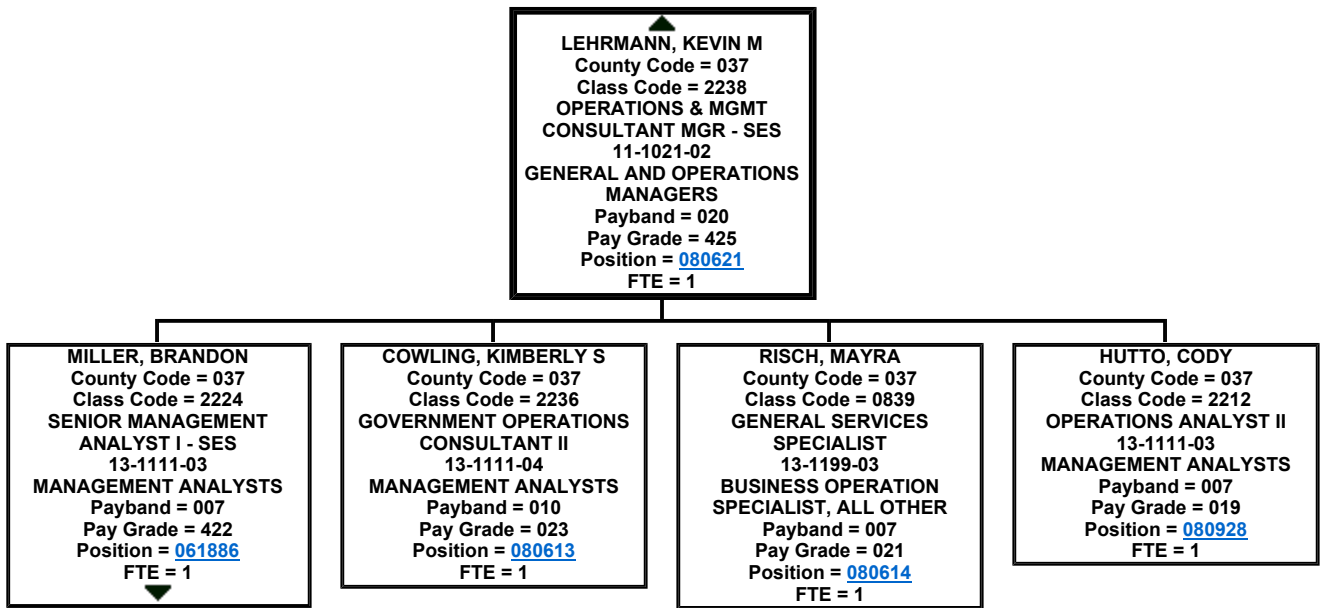 LEHRMANN, KEVIN M
County Code = 037
Class Code = 2238
OPERATIONS & MGMT
CONSULTANT MGR - SES
11-1021-02
GENERAL AND OPERATIONS
MANAGERS
Payband = 020
Pay Grade = 425
Position = 080621
FTE = 1
MILLER, BRANDON
County Code = 037
Class Code = 2224
SENIOR MANAGEMENT
ANALYST I - SES
13-1111-03
MANAGEMENT ANALYSTS
Payband = 007
Pay Grade = 422
Position = 061886
FTE = 1
COWLING, KIMBERLY S
County Code = 037
Class Code = 2236
GOVERNMENT OPERATIONS
CONSULTANT II
13-1111-04
MANAGEMENT ANALYSTS
Payband = 010
Pay Grade = 023
Position = 080613
FTE = 1
RISCH, MAYRA
County Code = 037
Class Code = 0839
GENERAL SERVICES
SPECIALIST
13-1199-03
BUSINESS OPERATION
SPECIALIST, ALL OTHER
Payband = 007
Pay Grade = 021
Position = 080614
FTE = 1
HUTTO, CODY
County Code = 037
Class Code = 2212
OPERATIONS ANALYST II
13-1111-03
MANAGEMENT ANALYSTS
Payband = 007
Pay Grade = 019
Position = 080928
FTE = 1